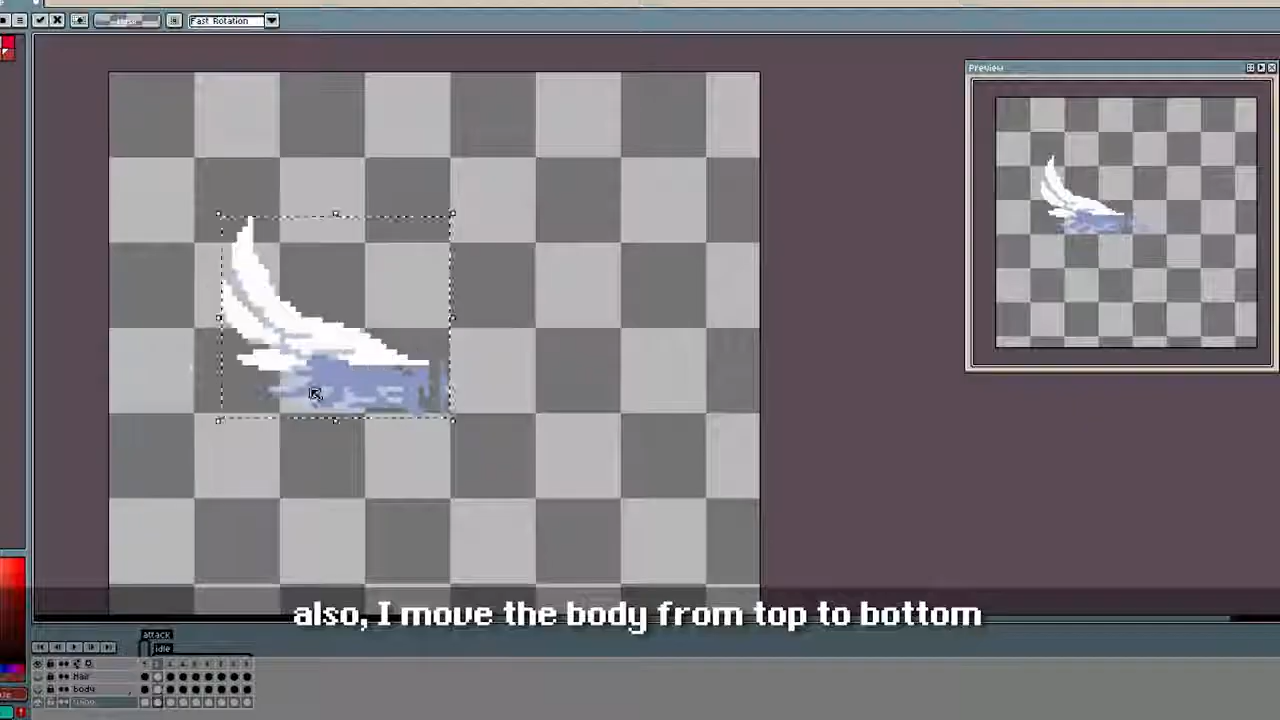 Fast Rotation
Preview
also, I move the body from top to bottom
attack
idle
Hair
body